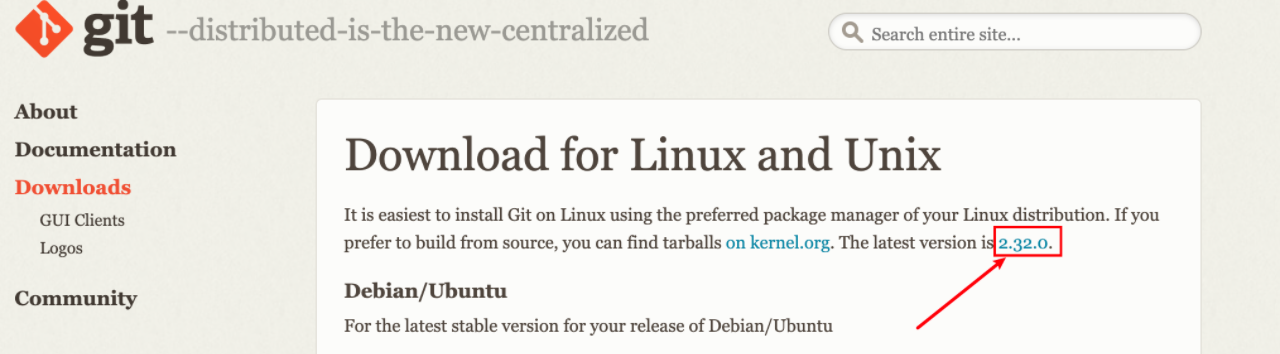 git --distributed-is-the-new-centralized
Search entire site...
About
Documentation
Downloads
GUI Clients
Logos
Community
Download for Linux and Unix
It is easiest to install Git on Linux using the preferred package manager of your Linux distribution. If you
prefer to build from source, you can find tarballs on kernel.org. The latest version is 2.32.0.
Debian/Ubuntu
For the latest stable version for your release of Debian/Ubuntu